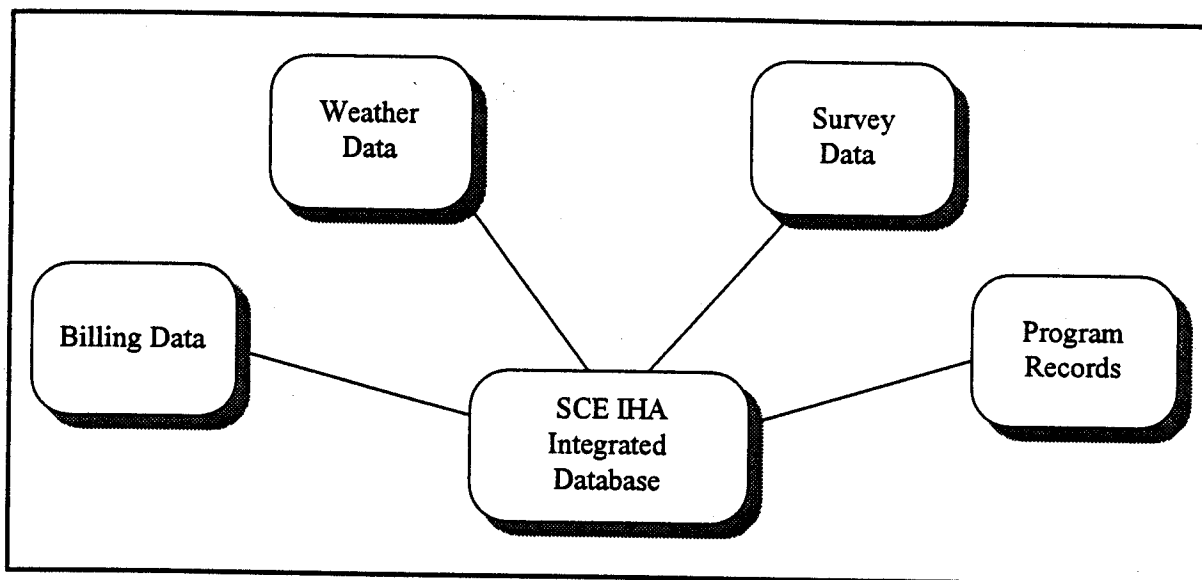 Weather
Data
Survey
Data
Billing Data
Program
Records
SCE IHA
Integrated
Database